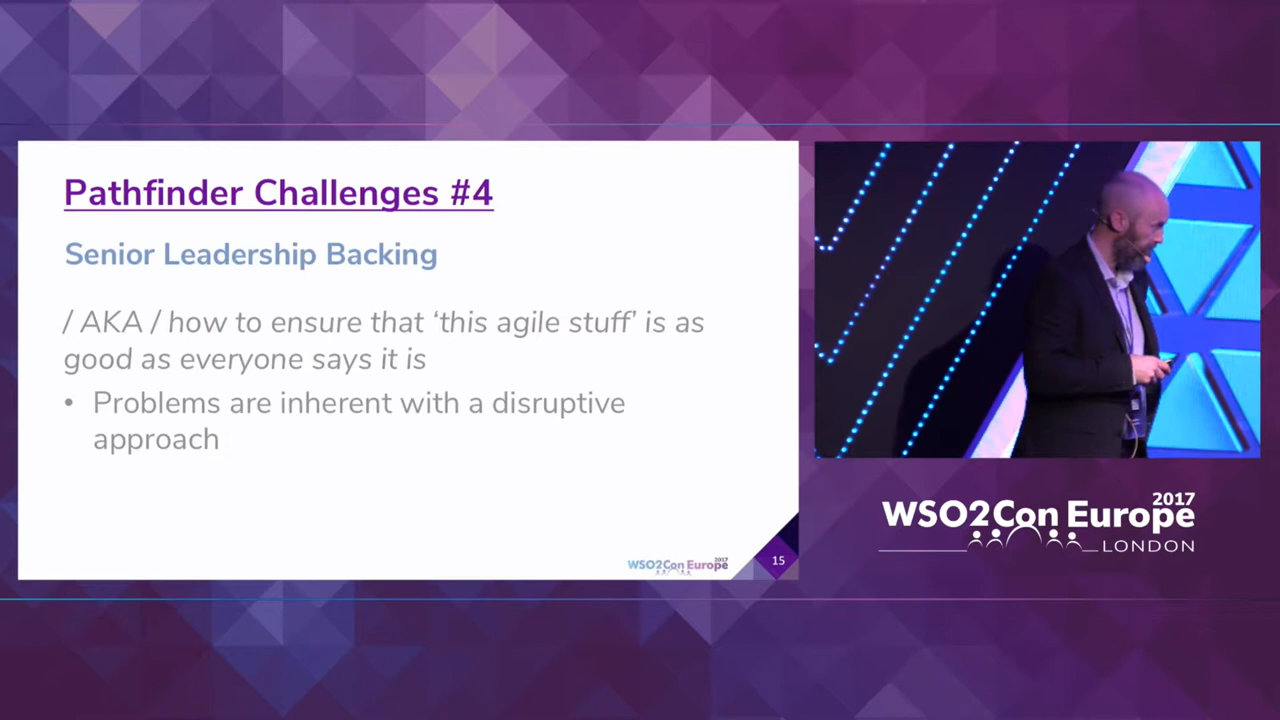 Pathfinder Challenges #4
Senior Leadership Backing
/ AKA / how to ensure that ‘this agile stuff’ is as
good as everyone says it is
• Problems are inherent with a disruptive
approach
WSO2Con Europe 2017
15
WSO2Con Europe 2017
LONDON